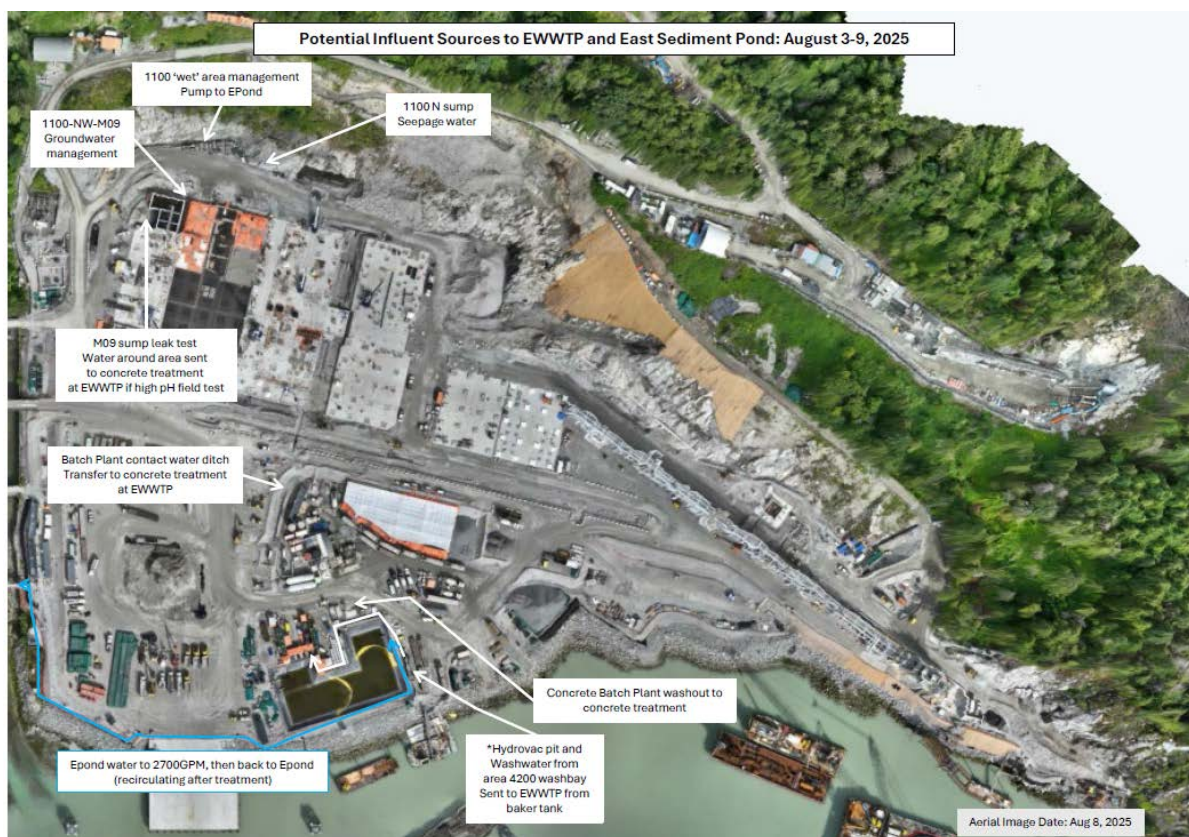 Potential Influent Sources to EWWTP and East Sediment Pond: August 3-9, 2025
1100 ‘wet’ area management
Pump to EPond
1100 N sump
Seepage water
1100-NW-M09
Groundwater
management
M09 sump leak test
Water around area sent
to concrete treatment
at EWWTP if high pH field test
Batch Plant contact water ditch
Transfer to concrete treatment
at EWWTP
Concrete Batch Plant washout to
concrete treatment
*Hydrovac pit and
Washwater from
area 4200 washbay
Sent to EWWTP from
baker tank
Epond water to 2700GPM, then back to Epond
(recirculating after treatment)
Aerial Image Date: Aug 8, 2025